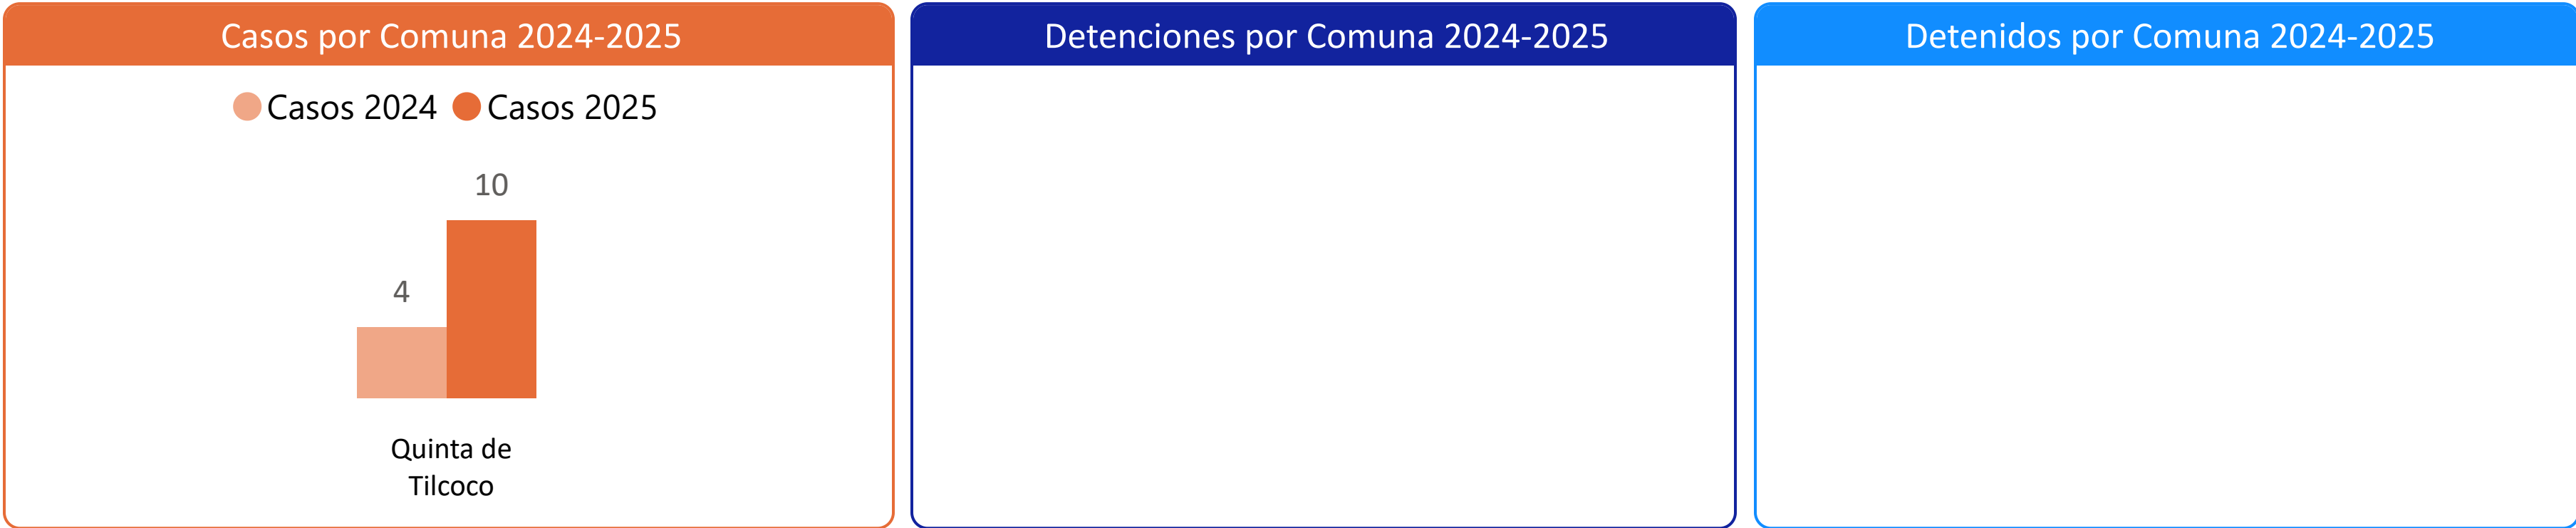 Casos por Comuna 2024-2025
Casos 2024 Casos 2025
10
4
Quinta de
Tilcoco
Detenciones por Comuna 2024-2025
Detenidos por Comuna 2024-2025